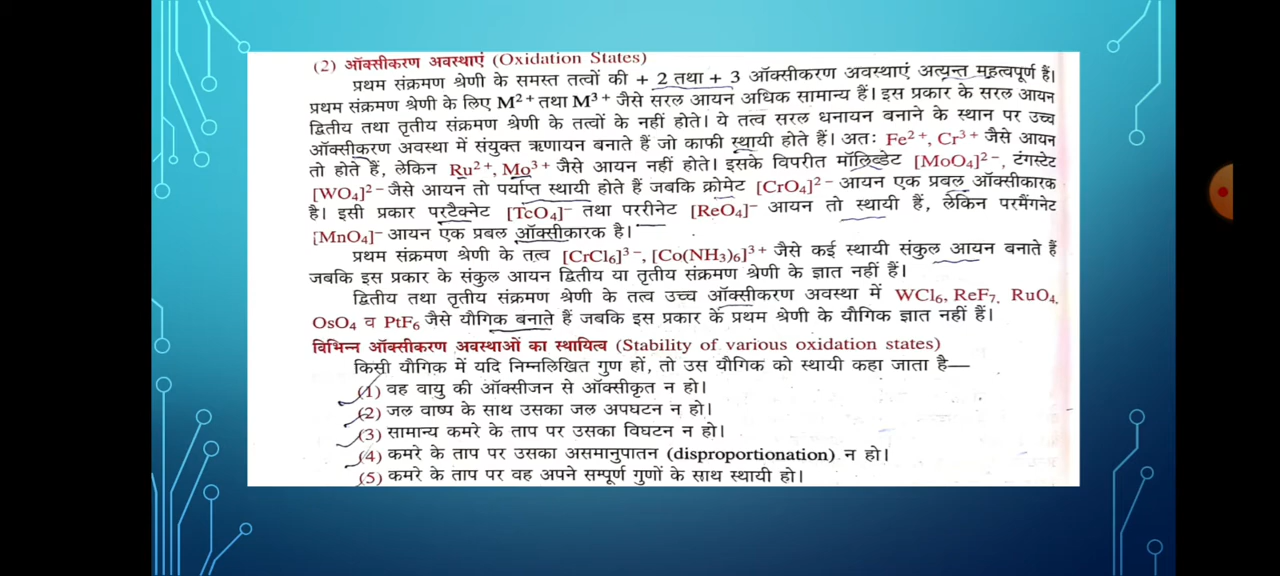 (2) ऑक्सीकरण अवस्थाएं (Oxidation States)
प्रथम संक्रमण श्रेणी के समस्त तत्वों की + 2 तथा + 3 ऑक्सीकरण अवस्थाएं अत्यन्त महत्वपूर्ण हैं।
प्रथम संक्रमण श्रेणी के लिए M²⁺ तथा M³⁺ जैसे सरल आयन अधिक सामान्य हैं। इस प्रकार के सरल आयन
द्वितीय तथा तृतीय संक्रमण श्रेणी के तत्वों के नहीं होते। ये तत्व सरल धनायन बनाने के स्थान पर उच्च
ऑक्सीकरण अवस्था में संयुक्त ऋणायन बनाते हैं जो काफी स्थायी होते हैं। अतः Fe²⁺, Cr³⁺ जैसे आयन
तो होते हैं, लेकिन Ru²⁺, Mo³⁺ जैसे आयन नहीं होते। इसके विपरीत मॉलिब्डेट [MoO₄]²⁻, टंगस्टेट
[WO₄]²⁻ जैसे आयन तो पर्याप्त स्थायी होते हैं जबकि क्रोमेट [CrO₄]²⁻ आयन एक प्रबल ऑक्सीकारक
है। इसी प्रकार परटैक्नेट [TcO₄]⁻ तथा पररीनेट [ReO₄]⁻ आयन तो स्थायी हैं, लेकिन परमैंगनेट
[MnO₄]⁻ आयन एक प्रबल ऑक्सीकारक है।
प्रथम संक्रमण श्रेणी के तत्व [CrCl₆]³⁻, [Co(NH₃)₆]³⁺ जैसे कई स्थायी संकुल आयन बनाते हैं
जबकि इस प्रकार के संकुल आयन द्वितीय या तृतीय संक्रमण श्रेणी के ज्ञात नहीं हैं।
द्वितीय तथा तृतीय संक्रमण श्रेणी के तत्व उच्च ऑक्सीकरण अवस्था में WCl₆, ReF₇, RuO₄,
OsO₄ व PtF₆ जैसे यौगिक बनाते हैं जबकि इस प्रकार के प्रथम श्रेणी के यौगिक ज्ञात नहीं हैं।
विभिन्न ऑक्सीकरण अवस्थाओं का स्थायित्व (Stability of various oxidation states)
किसी यौगिक में यदि निम्नलिखित गुण हों, तो उस यौगिक को स्थायी कहा जाता है—
(1) वह वायु की ऑक्सीजन से ऑक्सीकृत न हो।
(2) जल वाष्प के साथ उसका जल अपघटन न हो।
(3) सामान्य कमरे के ताप पर उसका विघटन न हो।
(4) कमरे के ताप पर उसका असमानुपातन (disproportionation) न हो।
(5) कमरे के ताप पर वह अपने सम्पूर्ण गुणों के साथ स्थायी हो।